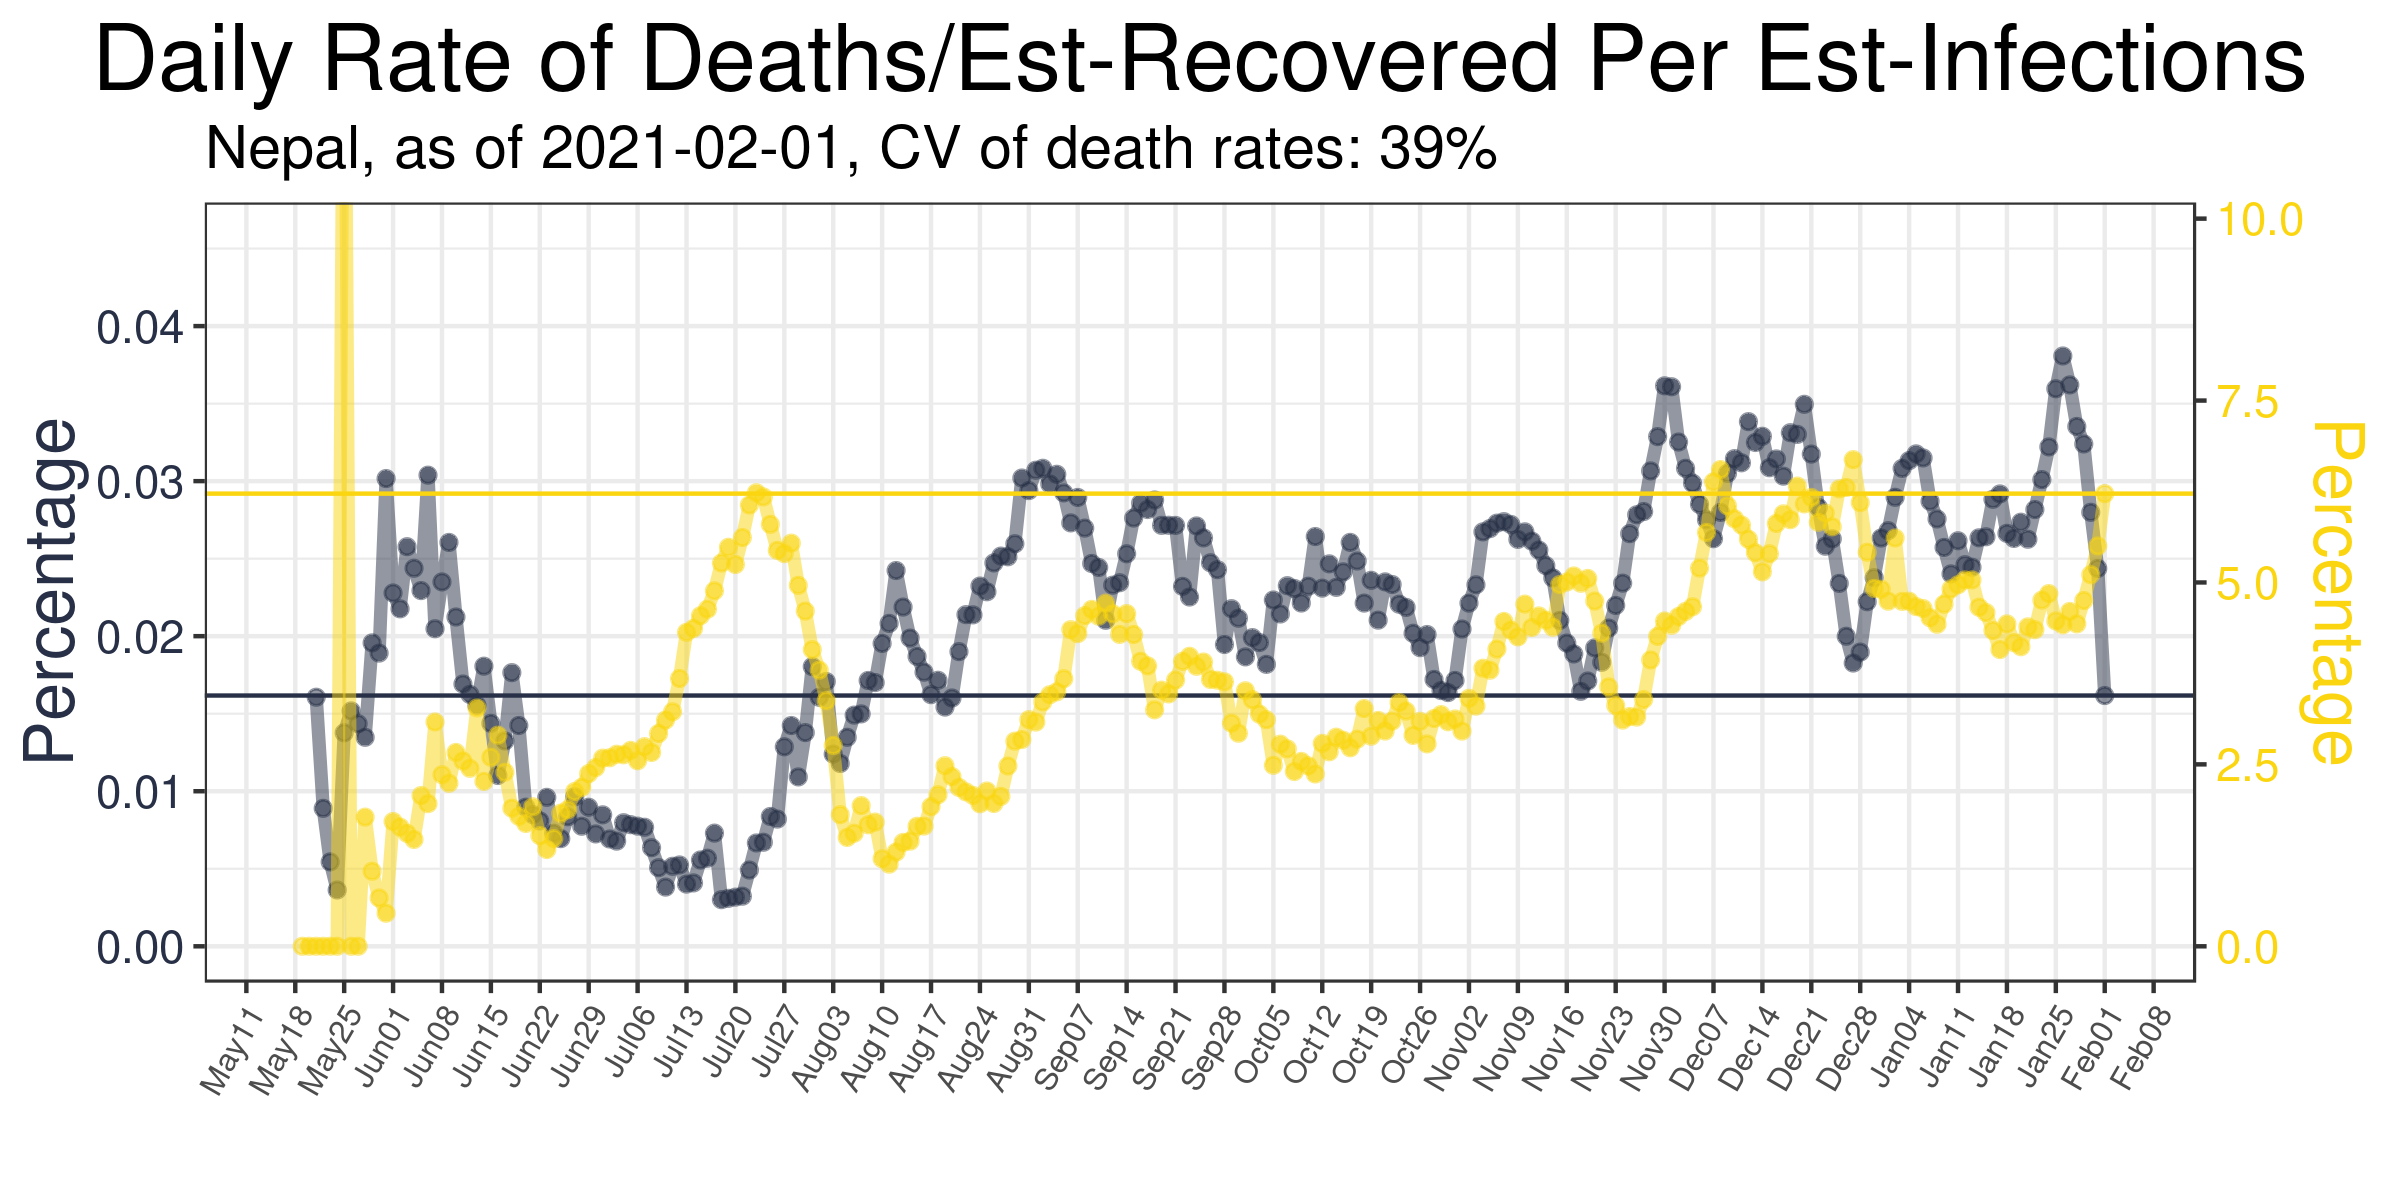 Daily Rate of Deaths/Est-Recovered Per Est-Infections
Nepal, as of 2021-02-01, CV of death rates: 39%
Percentage
0.04
0.03
0.02
0.01
0.00
10.0
7.5
5.0
2.5
0.0
Percentage
May11
May18
May25
Jun01
Jun08
Jun15
Jun22
Jun29
Jul06
Jul13
Jul20
Jul27
Aug03
Aug10
Aug17
Aug24
Aug31
Sep07
Sep14
Sep21
Sep28
Oct05
Oct12
Oct19
Oct26
Nov02
Nov09
Nov16
Nov23
Nov30
Dec07
Dec14
Dec21
Dec28
Jan04
Jan11
Jan18
Jan25
Feb01
Feb08